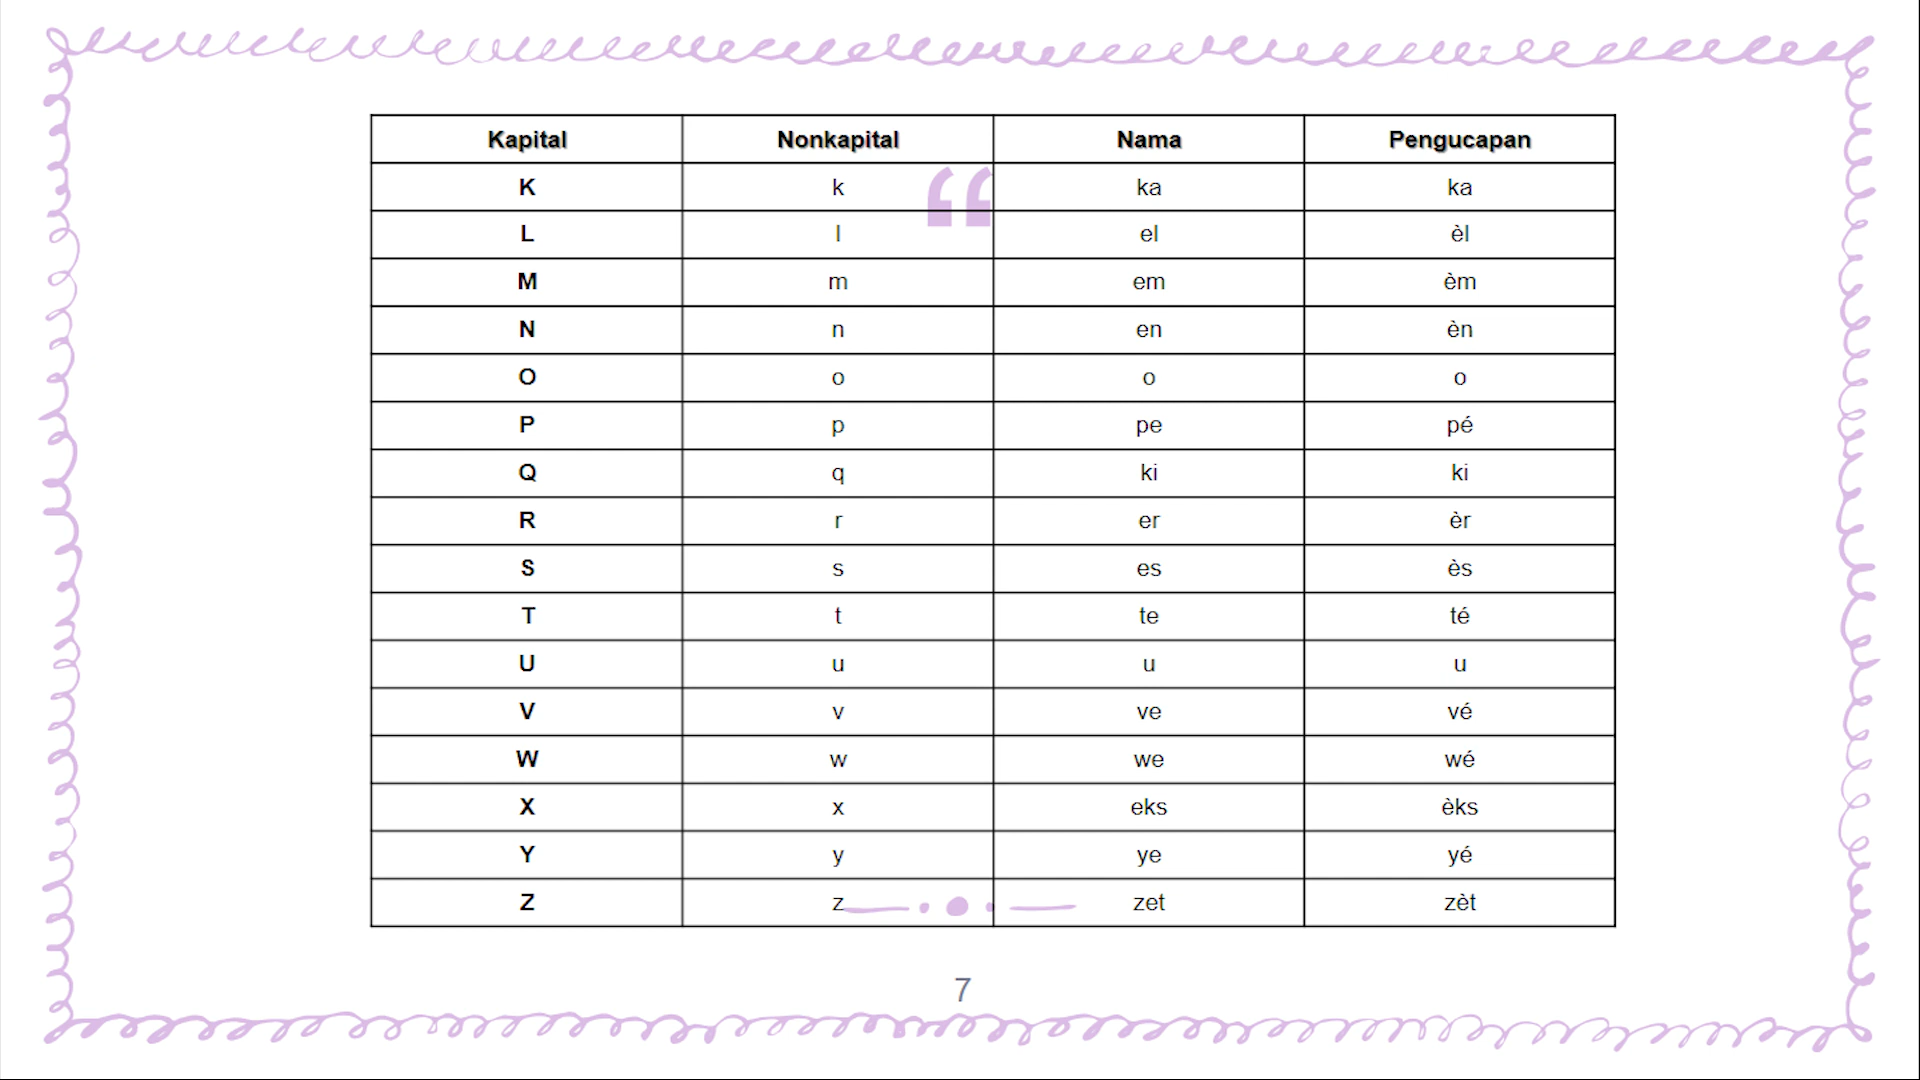 Kapital Nonkapital Nama Pengucapan
K k ka ka
L l el èl
M m em èm
N n en èn
O o o o
P p pe pé
Q q ki ki
R r er èr
S s es ès
T t te té
U u u u
V v ve vé
W w we wé
X x eks èks
Y y ye yé
Z z zet zèt
“
7